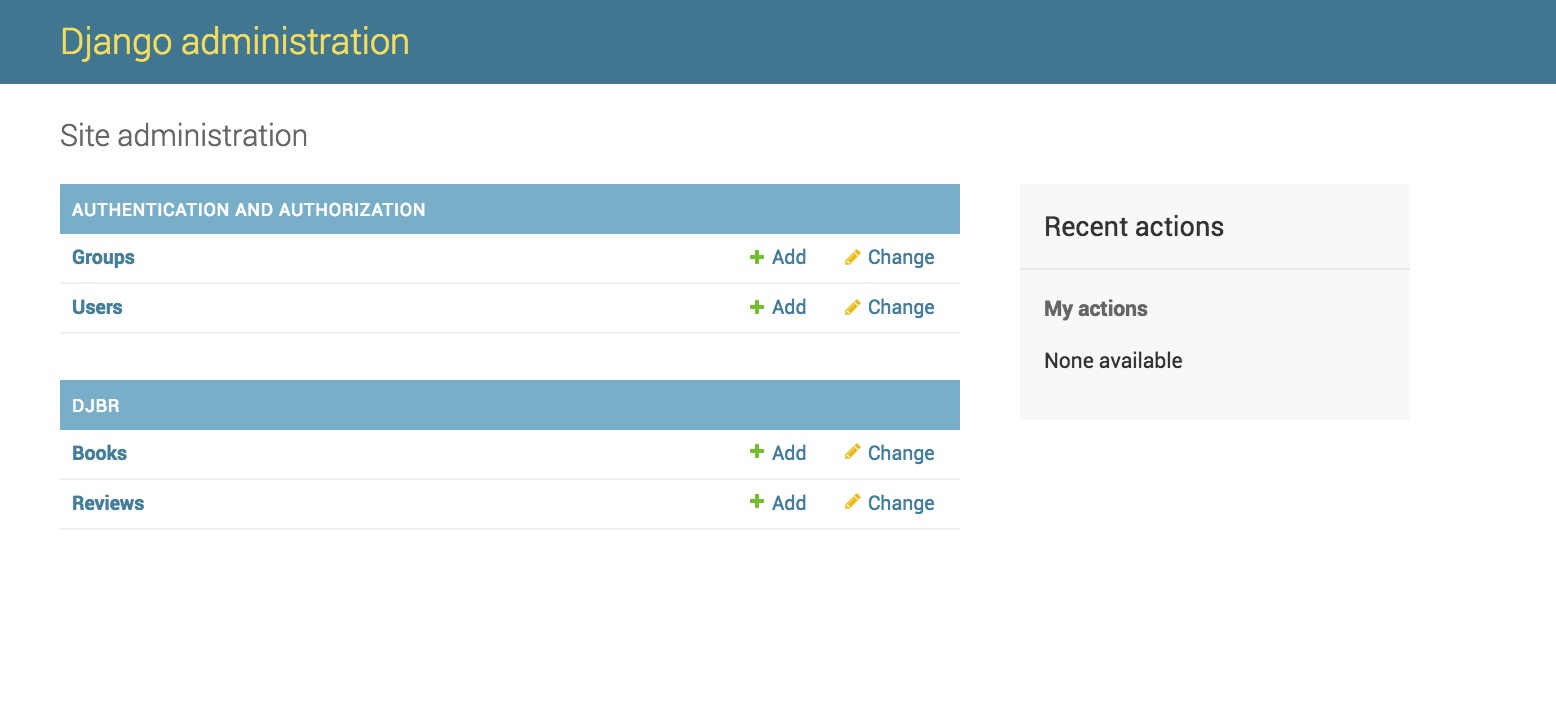 Django administration
Site administration
AUTHENTICATION AND AUTHORIZATION
Groups Add Change
Users Add Change
DJBR
Books Add Change
Reviews Add Change
Recent actions
My actions
None available